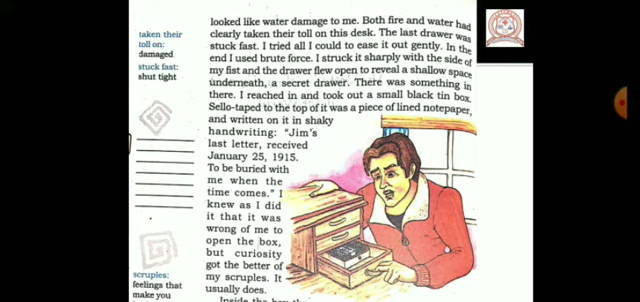 looked like water damage to me. Both fire and water had
clearly taken their toll on this desk. The last drawer was
stuck fast. I tried all I could to ease it out gently. In the
end I used brute force. I struck it sharply with the side of
my fist and the drawer flew open to reveal a shallow space
underneath, a secret drawer. There was something in
there. I reached in and took out a small black tin box.
Sello-taped to the top of it was a piece of lined notepaper,
and written on it in shaky
handwriting: “Jim's
last letter, received
January 25, 1915.
To be buried with
me when the
time comes.” I
knew as I did
it that it was
wrong of me to
open the box,
but curiosity
got the better of
my scruples. It
usually does.
Inside the box
taken their
toll on:
damaged
stuck fast:
shut tight
scruples:
feelings that
make you